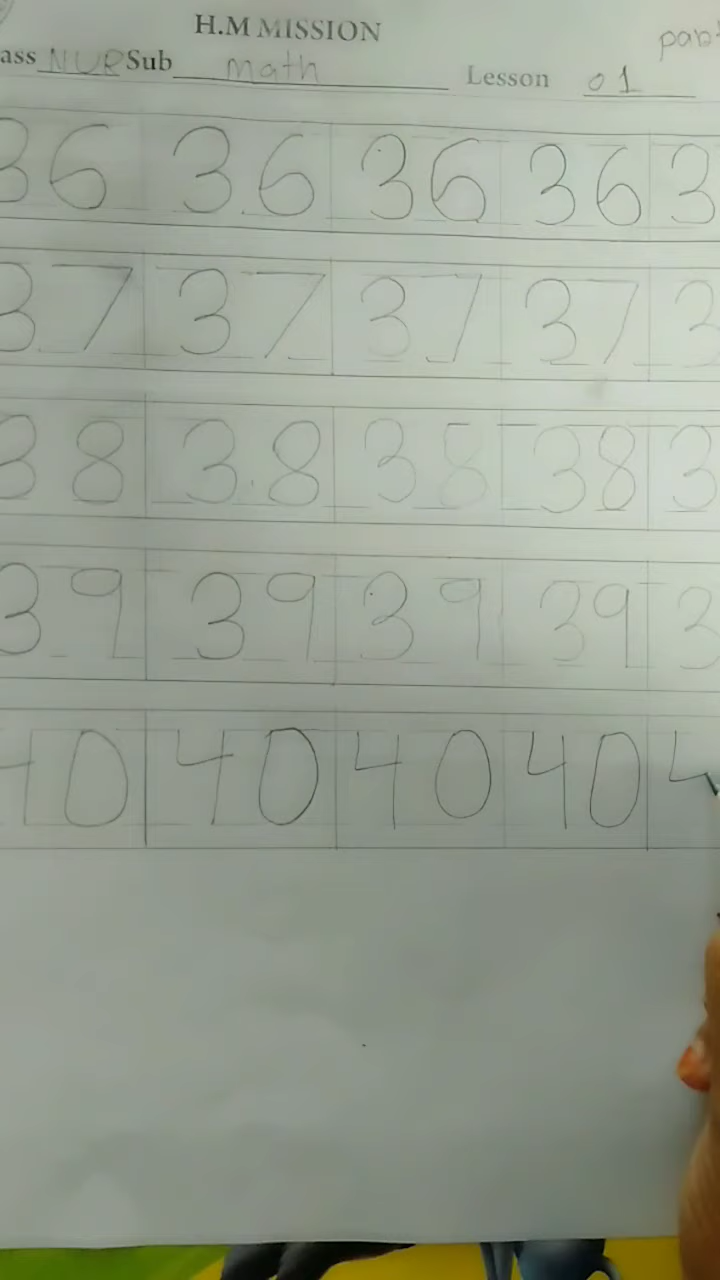 H.M MISSION
ass NUR Sub math Lesson 01
36 36 36 36 3
37 37 37 37 3
38 38 38 38 3
39 39 39 39 3
40 40 40 40 4